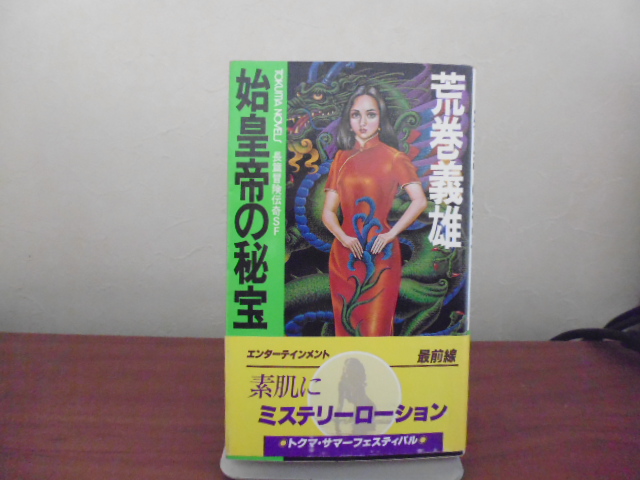 TOKUMA NOVELS
長篇冒険伝奇SF
始皇帝の秘宝
荒巻義雄
エンターテインメント
最前線
素肌に
ミステリーローション
トクマ・サマーフェスティバル